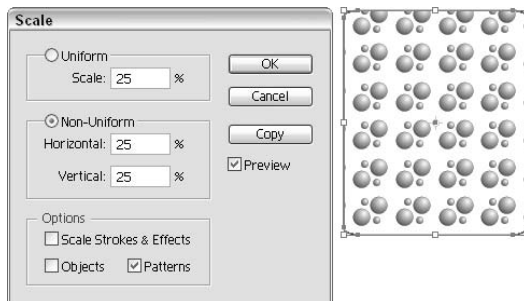 Scale
Uniform
Scale: 25 %
Non-Uniform
Horizontal: 25 %
Vertical: 25 %
Options
Scale Strokes & Effects
Objects Patterns
OK
Cancel
Copy
Preview